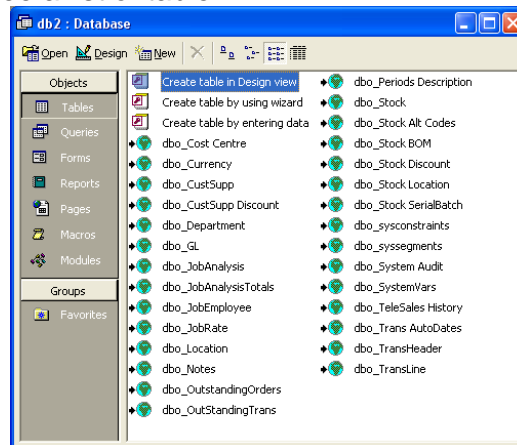 db2 : Database
Open Design New
Objects
Tables
Queries
Forms
Reports
Pages
Macros
Modules
Groups
Favorites
Create table in Design view
Create table by using wizard
Create table by entering data
dbo_Cost Centre
dbo_Currency
dbo_CustSupp
dbo_CustSupp Discount
dbo_Department
dbo_GL
dbo_JobAnalysis
dbo_JobAnalysisTotals
dbo_JobEmployee
dbo_JobRate
dbo_Location
dbo_Notes
dbo_OutstandingOrders
dbo_OutStandingTrans
dbo_Periods Description
dbo_Stock
dbo_Stock Alt Codes
dbo_Stock BOM
dbo_Stock Discount
dbo_Stock Location
dbo_Stock SerialBatch
dbo_sysconstraints
dbo_syssegments
dbo_System Audit
dbo_SystemVars
dbo_TeleSales History
dbo_Trans AutoDates
dbo_TransHeader
dbo_TransLine